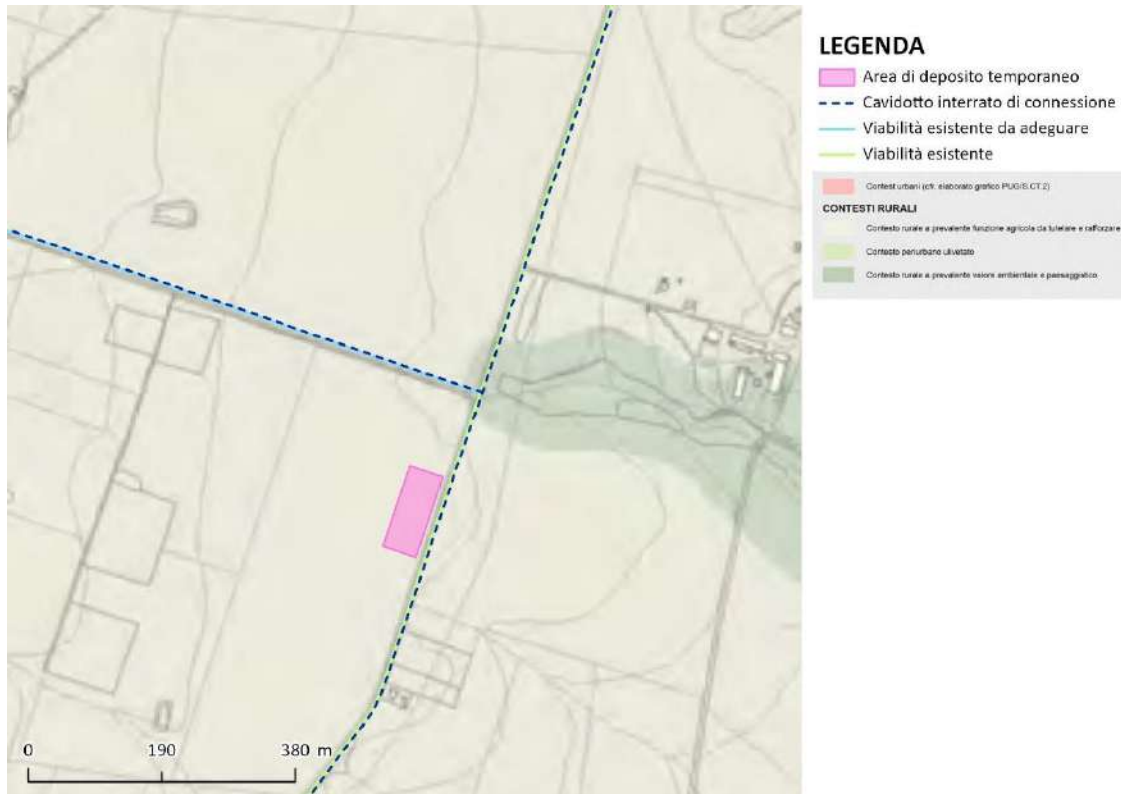 LEGENDA
Area di deposito temporaneo
Cavidotto interrato di connessione
Viabilità esistente da adeguare
Viabilità esistente
Contesti urbani (cfr. elaborato grafico PUG/S.CT.2)
CONTESTI RURALI
Contesto rurale a prevalente funzione agricola da tutelare e rafforzare
Contesto periurbano ulivetato
Contesto rurale a prevalente valore ambientale e paesaggistico
0 190 380 m